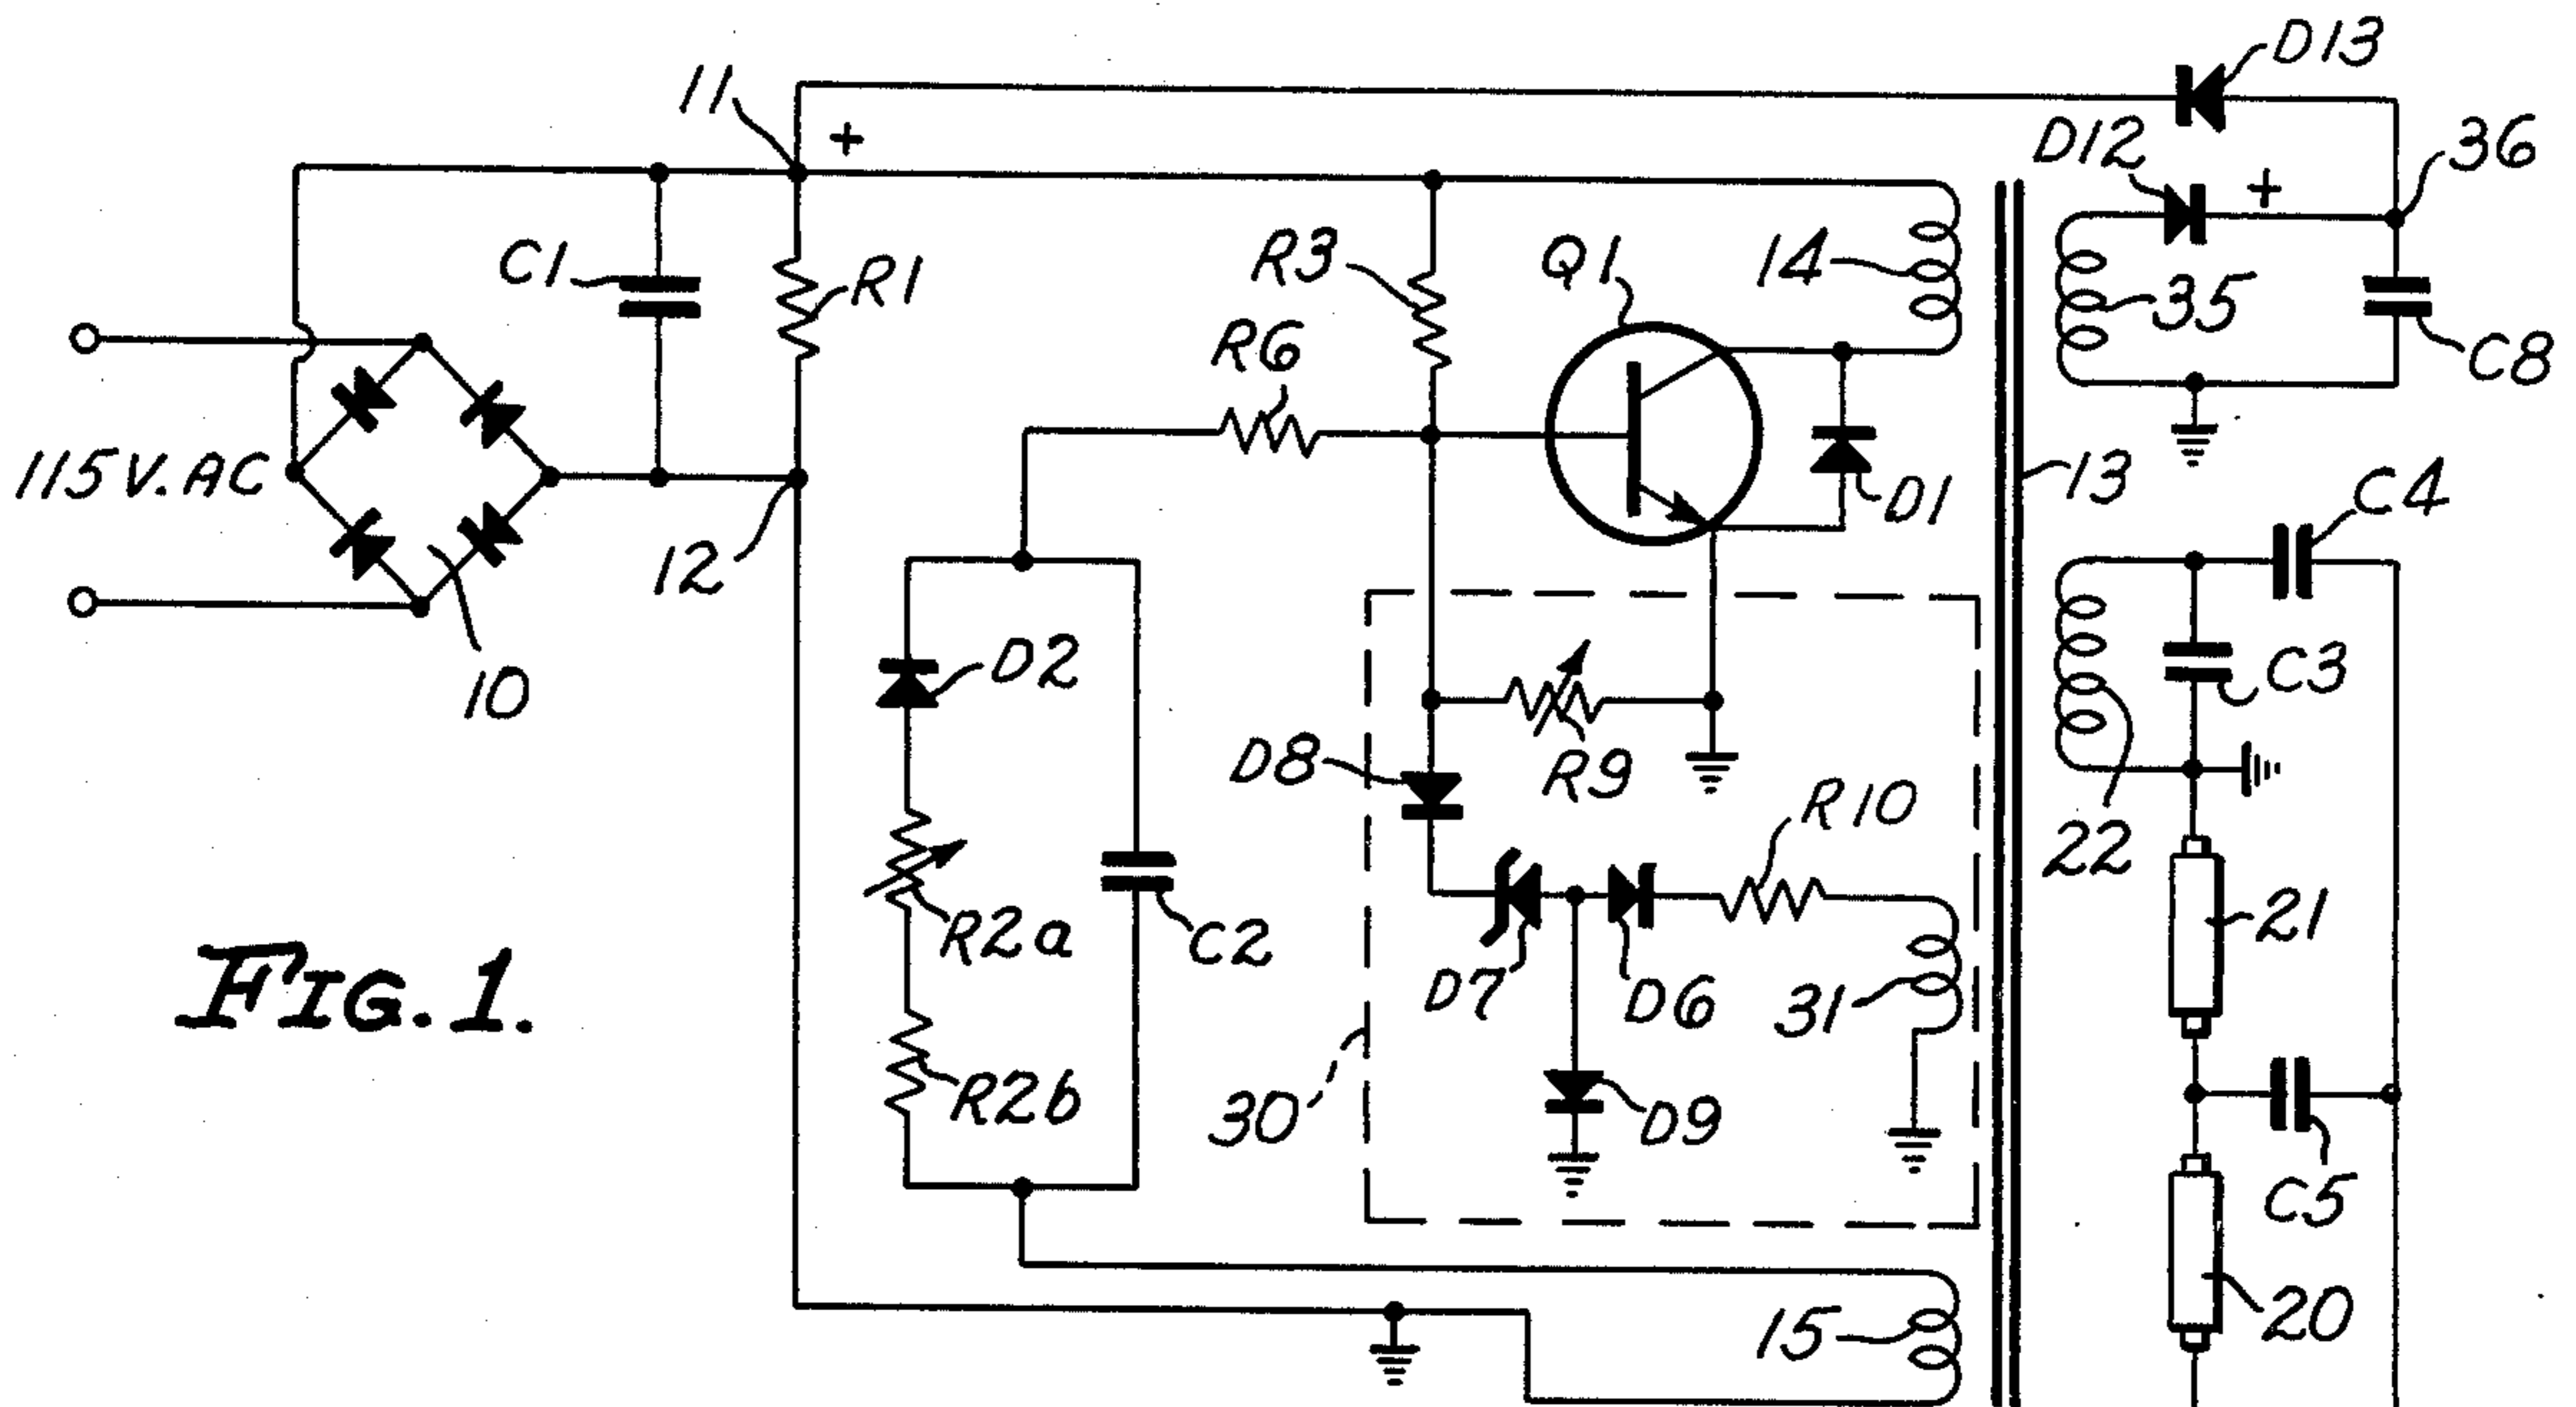 D13
11
+
D12
+
36
C1
R1
R3
Q1
14
35
R6
C8
115V. AC
D1
13
C4
12
D2
C3
10
D8
R9
R10
22
R2a
C2
21
D7
D6
31
FIG. 1.
R2b
30
D9
C5
15
20